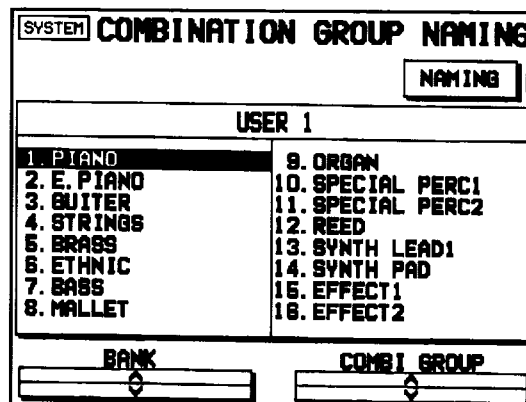 SYSTEM COMBINATION GROUP NAMING
NAMING
USER 1
1. PIANO
2. E. PIANO
3. GUITER
4. STRINGS
5. BRASS
6. ETHNIC
7. BASS
8. MALLET
9. ORGAN
10. SPECIAL PERC1
11. SPECIAL PERC2
12. REED
13. SYNTH LEAD1
14. SYNTH PAD
15. EFFECT1
16. EFFECT2
BANK
COMBI GROUP